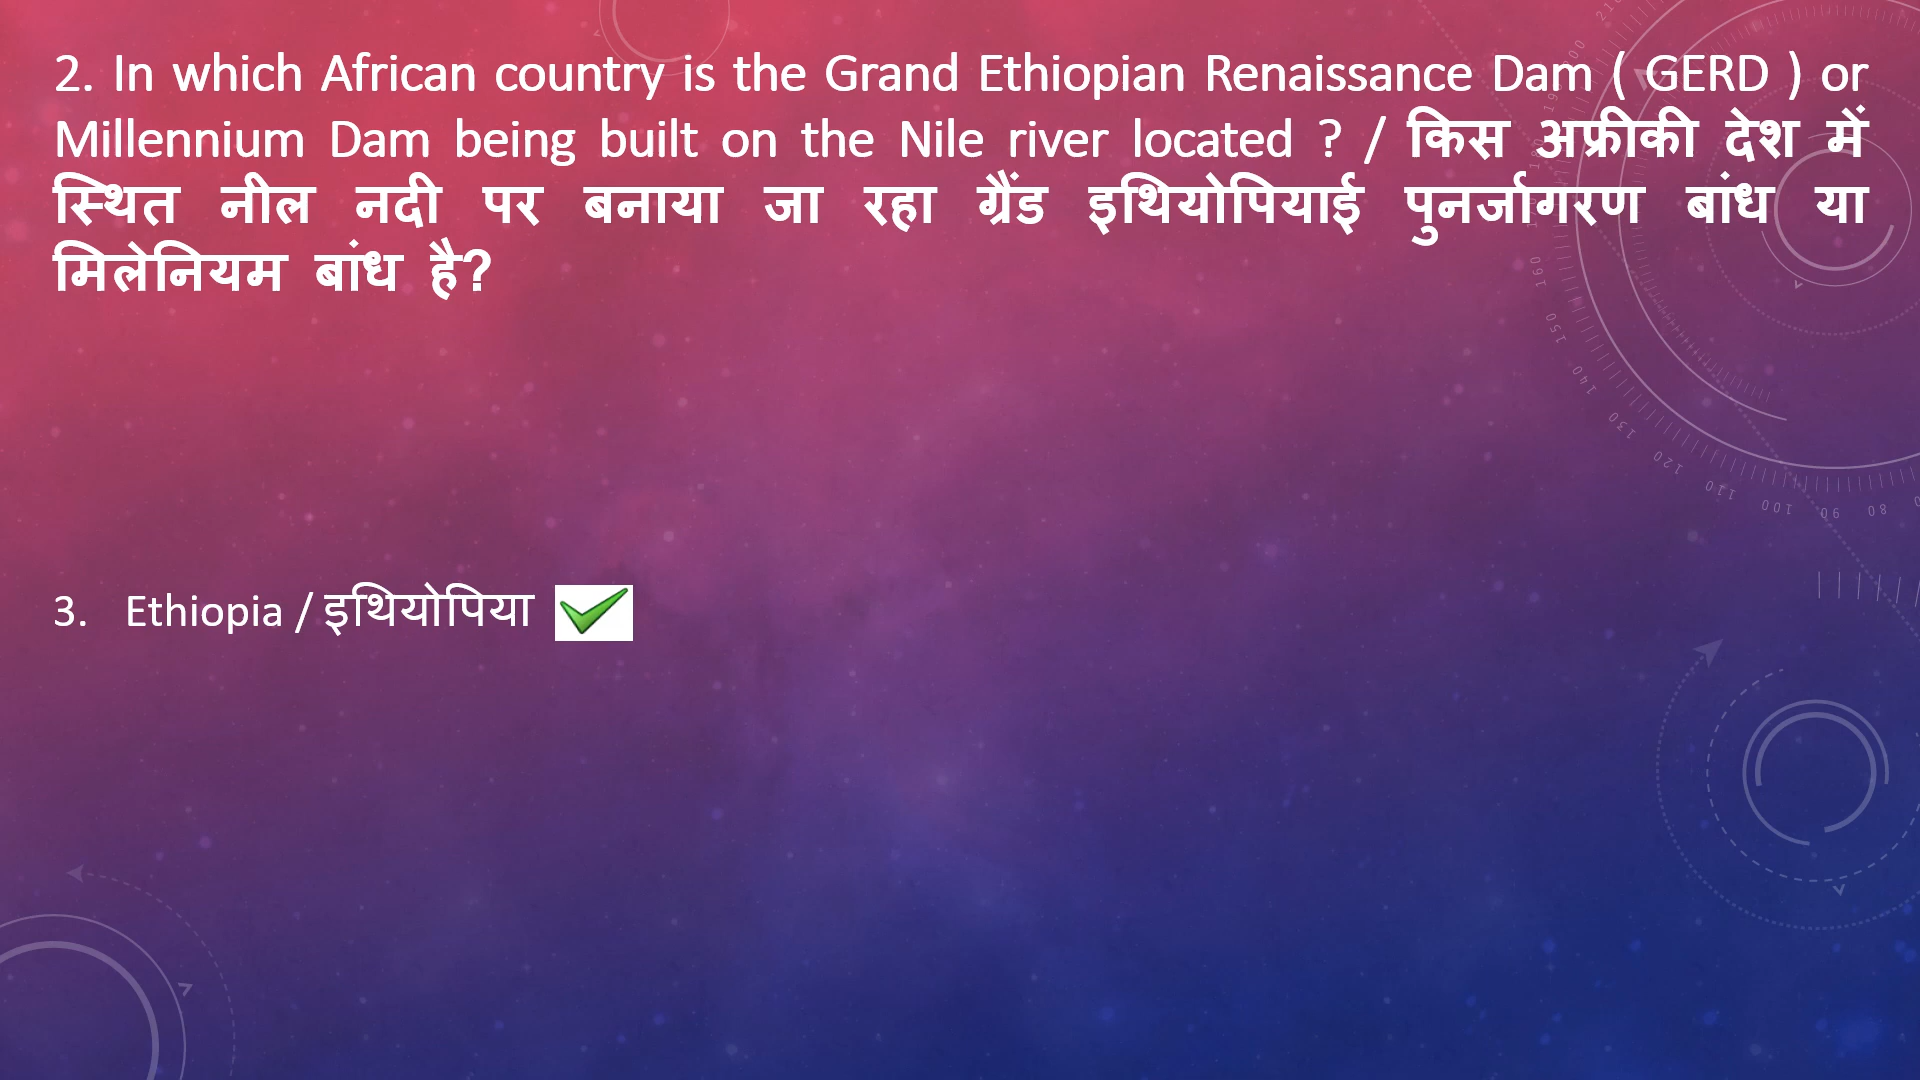 2. In which African country is the Grand Ethiopian Renaissance Dam ( GERD ) or
Millennium Dam being built on the Nile river located ? / किस अफ्रीकी देश में
स्थित नील नदी पर बनाया जा रहा ग्रैंड इथियोपियाई पुनर्जागरण बांध या
मिलेनियम बांध है?
3. Ethiopia / इथियोपिया